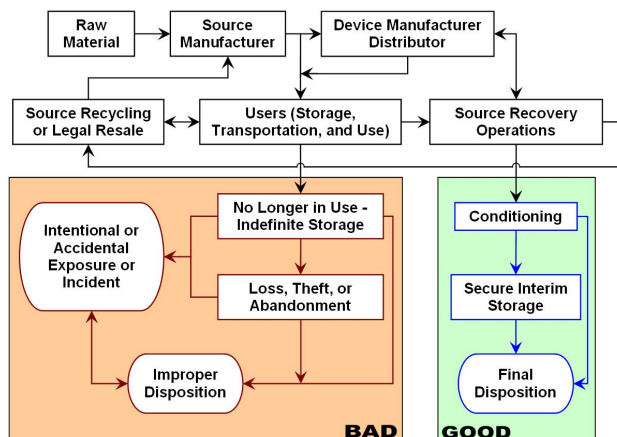 Raw
Material
Source
Manufacturer
Device Manufacturer
Distributor
Source Recycling
or Legal Resale
Users (Storage,
Transportation, and Use)
Source Recovery
Operations
Intentional or
Accidental
Exposure or
Incident
No Longer in Use -
Indefinite Storage
Loss, Theft, or
Abandonment
Improper
Disposition
BAD
Conditioning
Secure Interim
Storage
Final
Disposition
GOOD